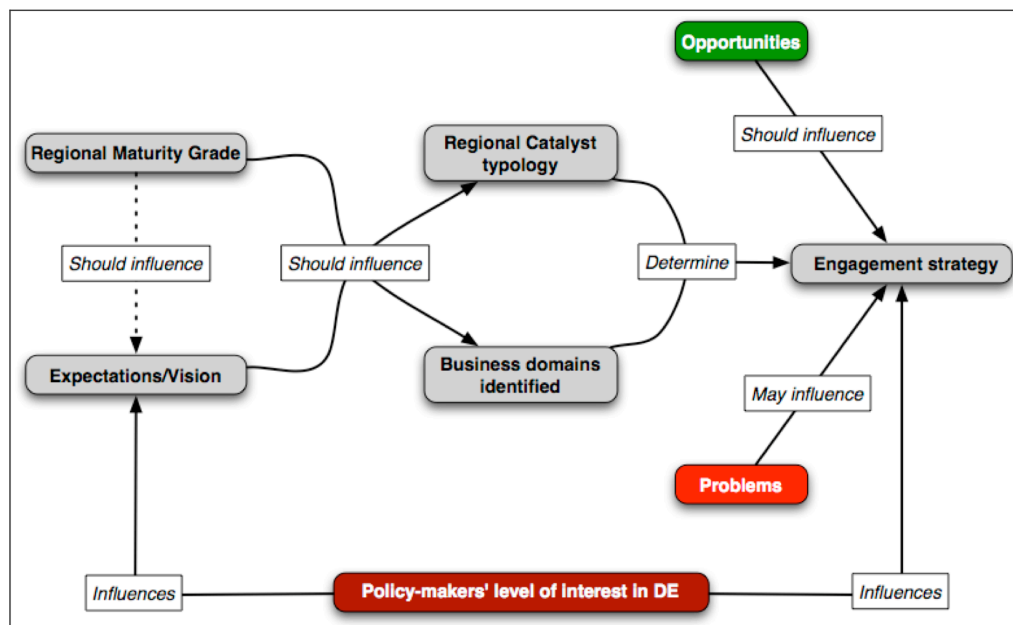 Opportunities
Should influence
Regional Maturity Grade
Regional Catalyst
typology
Should influence
Should influence
Determine
Engagement strategy
Expectations/Vision
Business domains
identified
May influence
Problems
Influences
Policy-makers' level of interest in DE
Influences